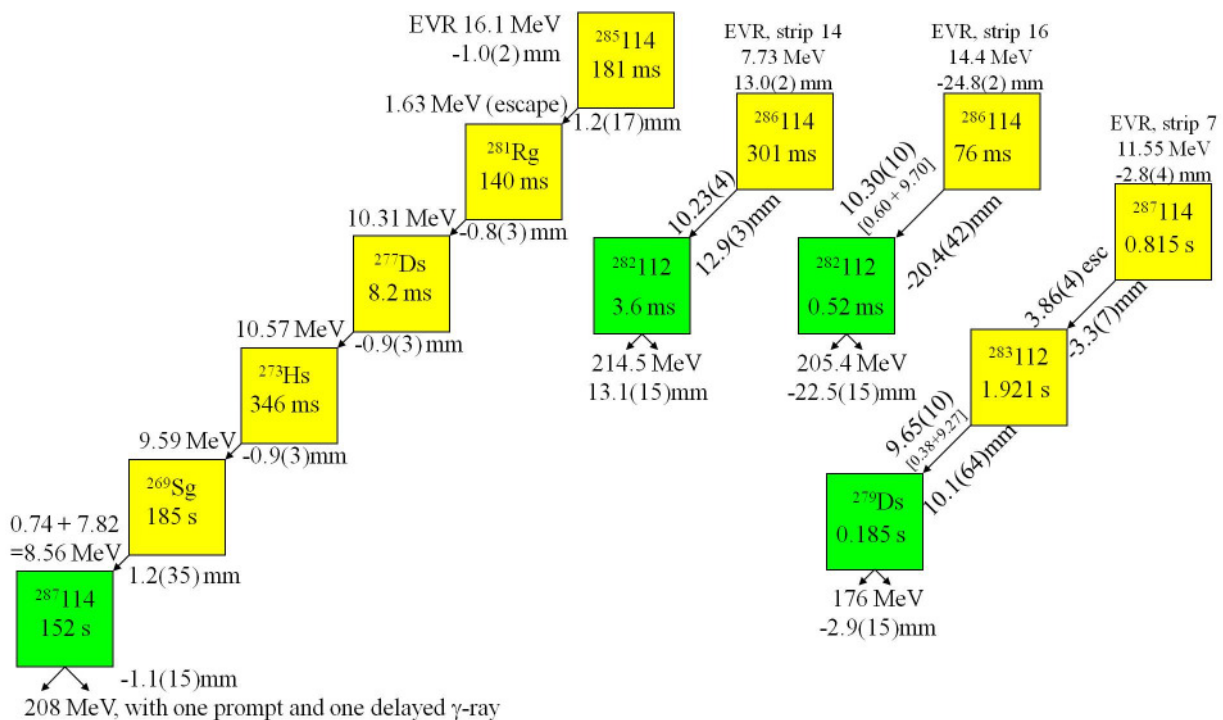 EVR 16.1 MeV
-1.0(2) mm
²⁸⁵114
181 ms
1.63 MeV (escape)
1.2(17)mm
²⁸¹Rg
140 ms
10.31 MeV
-0.8(3) mm
²⁷⁷Ds
8.2 ms
10.57 MeV
-0.9(3) mm
²⁷³Hs
346 ms
9.59 MeV
-0.9(3)mm
²⁶⁹Sg
185 s
0.74 + 7.82
=8.56 MeV
1.2(35) mm
²⁸⁷114
152 s
-1.1(15)mm
208 MeV, with one prompt and one delayed γ-ray
EVR, strip 14
7.73 MeV
13.0(2) mm
²⁸⁶114
301 ms
10.23(4)
12.9(3)mm
²⁸²112
3.6 ms
214.5 MeV
13.1(15)mm
EVR, strip 16
14.4 MeV
-24.8(2) mm
²⁸⁶114
76 ms
10.30(10)
[0.60 + 9.70]
-20.4(42)mm
²⁸²112
0.52 ms
205.4 MeV
-22.5(15)mm
EVR, strip 7
11.55 MeV
-2.8(4) mm
²⁸⁷114
0.815 s
3.86(4) esc
-3.3(7)mm
²⁸³112
1.921 s
9.65(10)
[0.38+9.27]
10.1(64)mm
²⁷⁹Ds
0.185 s
176 MeV
-2.9(15)mm